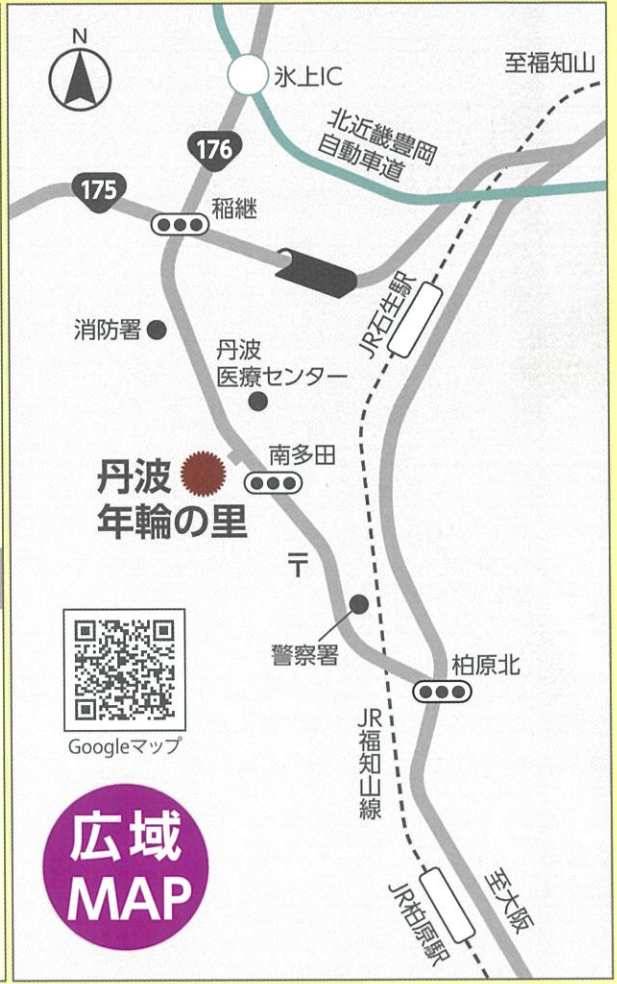 N
氷上IC
至福知山
北近畿豊岡
自動車道
176
175
稲継
JR石生駅
消防署
丹波
医療センター
南多田
丹波
年輪の里
〒
警察署
柏原北
Googleマップ
JR福知山線
広域
MAP
JR柏原駅
至大阪